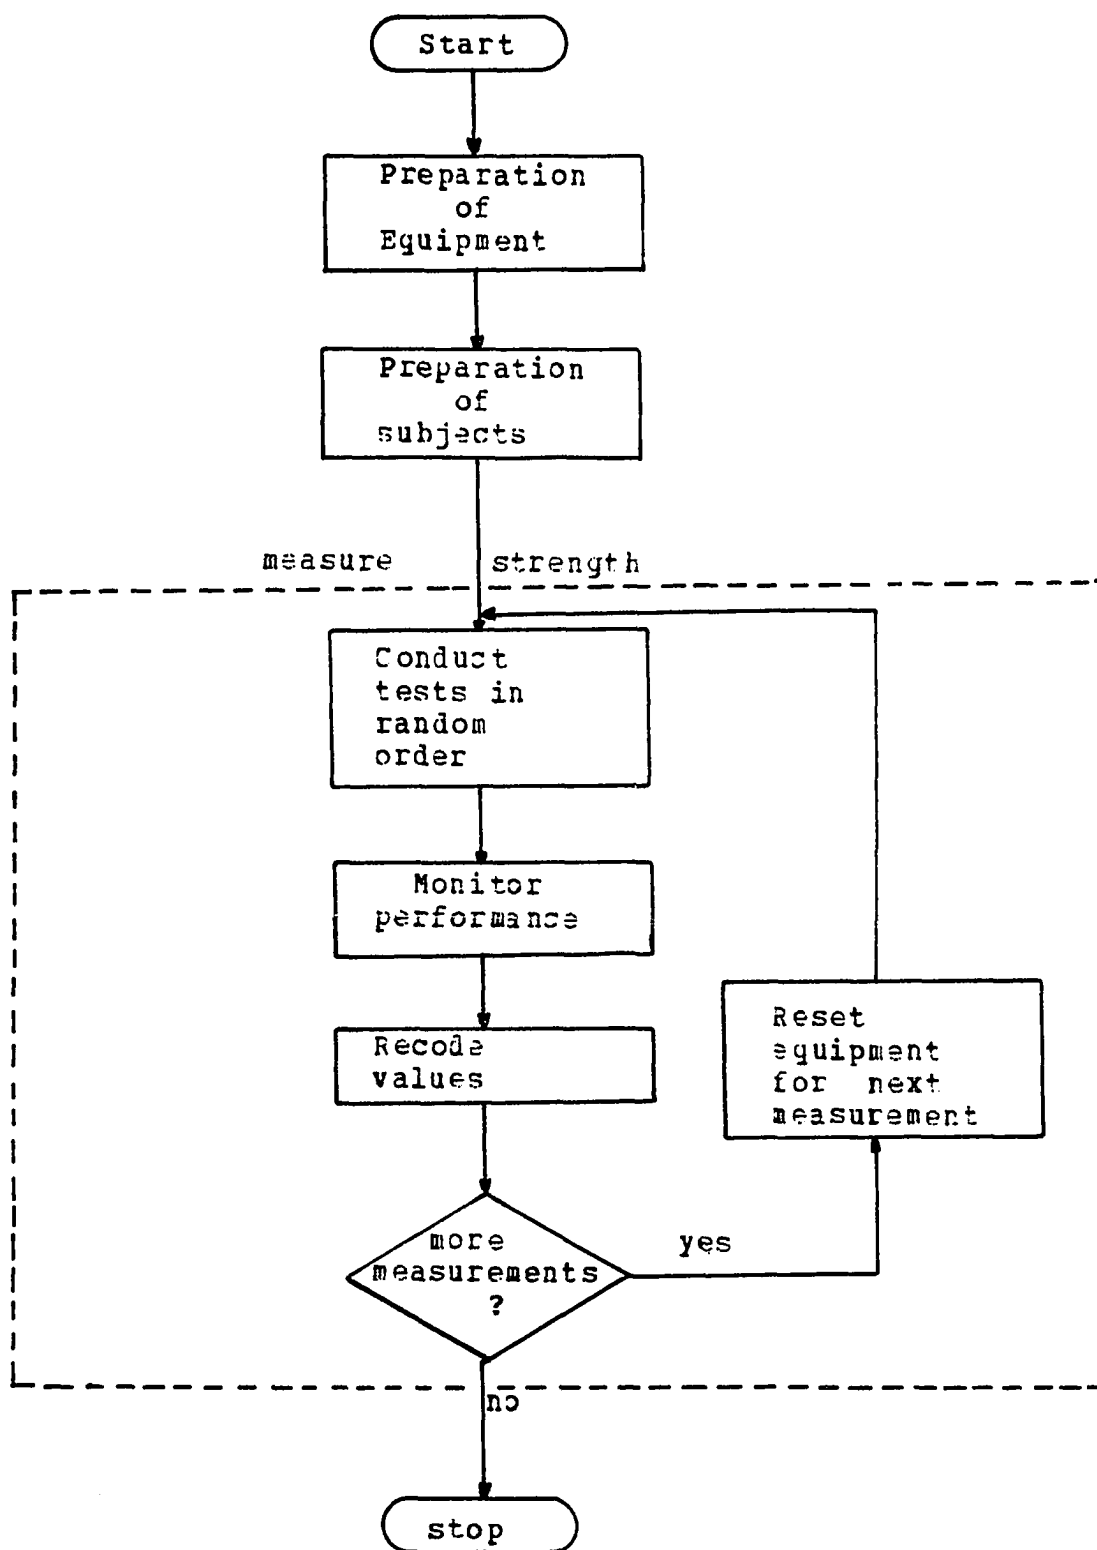 Start
Preparation
of
Equipment
Preparation
of
subjects
measure strength
Conduct
tests in
random
order
Monitor
performance
Recode
values
Reset
equipment
for next
measurement
more
measurements
?
yes
no
stop